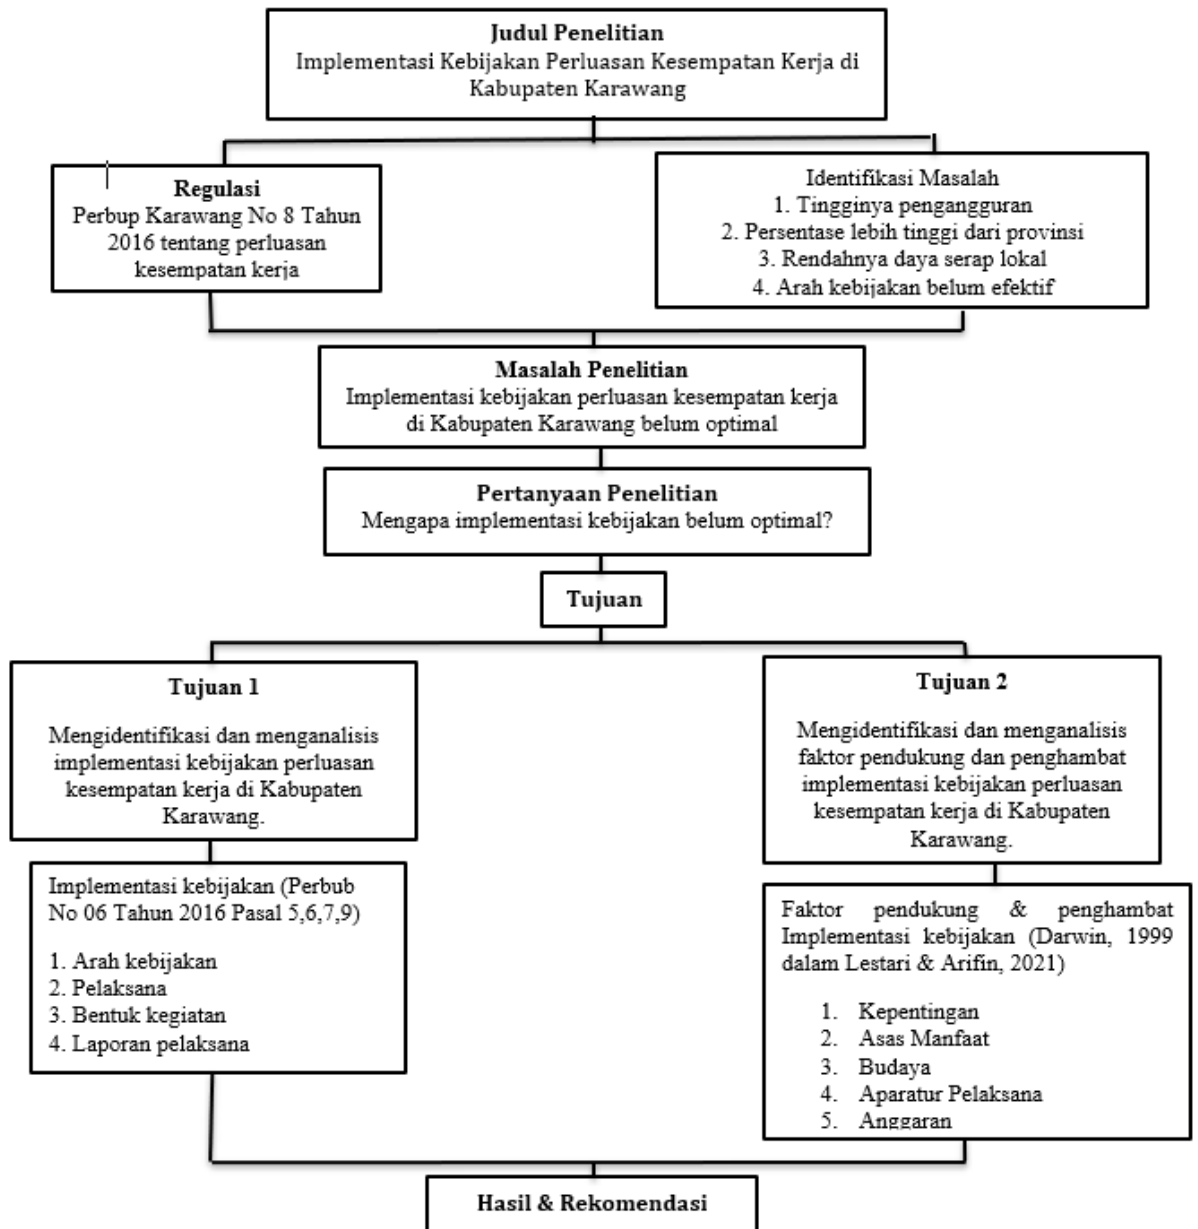 Judul Penelitian
Implementasi Kebijakan Perluasan Kesempatan Kerja di
Kabupaten Karawang
Regulasi
Perbup Karawang No 8 Tahun
2016 tentang perluasan
kesempatan kerja
Identifikasi Masalah
1. Tingginya pengangguran
2. Persentase lebih tinggi dari provinsi
3. Rendahnya daya serap lokal
4. Arah kebijakan belum efektif
Masalah Penelitian
Implementasi kebijakan perluasan kesempatan kerja
di Kabupaten Karawang belum optimal
Pertanyaan Penelitian
Mengapa implementasi kebijakan belum optimal?
Tujuan
Tujuan 1
Mengidentifikasi dan menganalisis
implementasi kebijakan perluasan
kesempatan kerja di Kabupaten
Karawang.
Tujuan 2
Mengidentifikasi dan menganalisis
faktor pendukung dan penghambat
implementasi kebijakan perluasan
kesempatan kerja di Kabupaten
Karawang.
Implementasi kebijakan (Perbub
No 06 Tahun 2016 Pasal 5,6,7,9)
1. Arah kebijakan
2. Pelaksana
3. Bentuk kegiatan
4. Laporan pelaksana
Faktor pendukung & penghambat
Implementasi kebijakan (Darwin, 1999
dalam Lestari & Arifin, 2021)
1. Kepentingan
2. Asas Manfaat
3. Budaya
4. Aparatur Pelaksana
5. Anggaran
Hasil & Rekomendasi